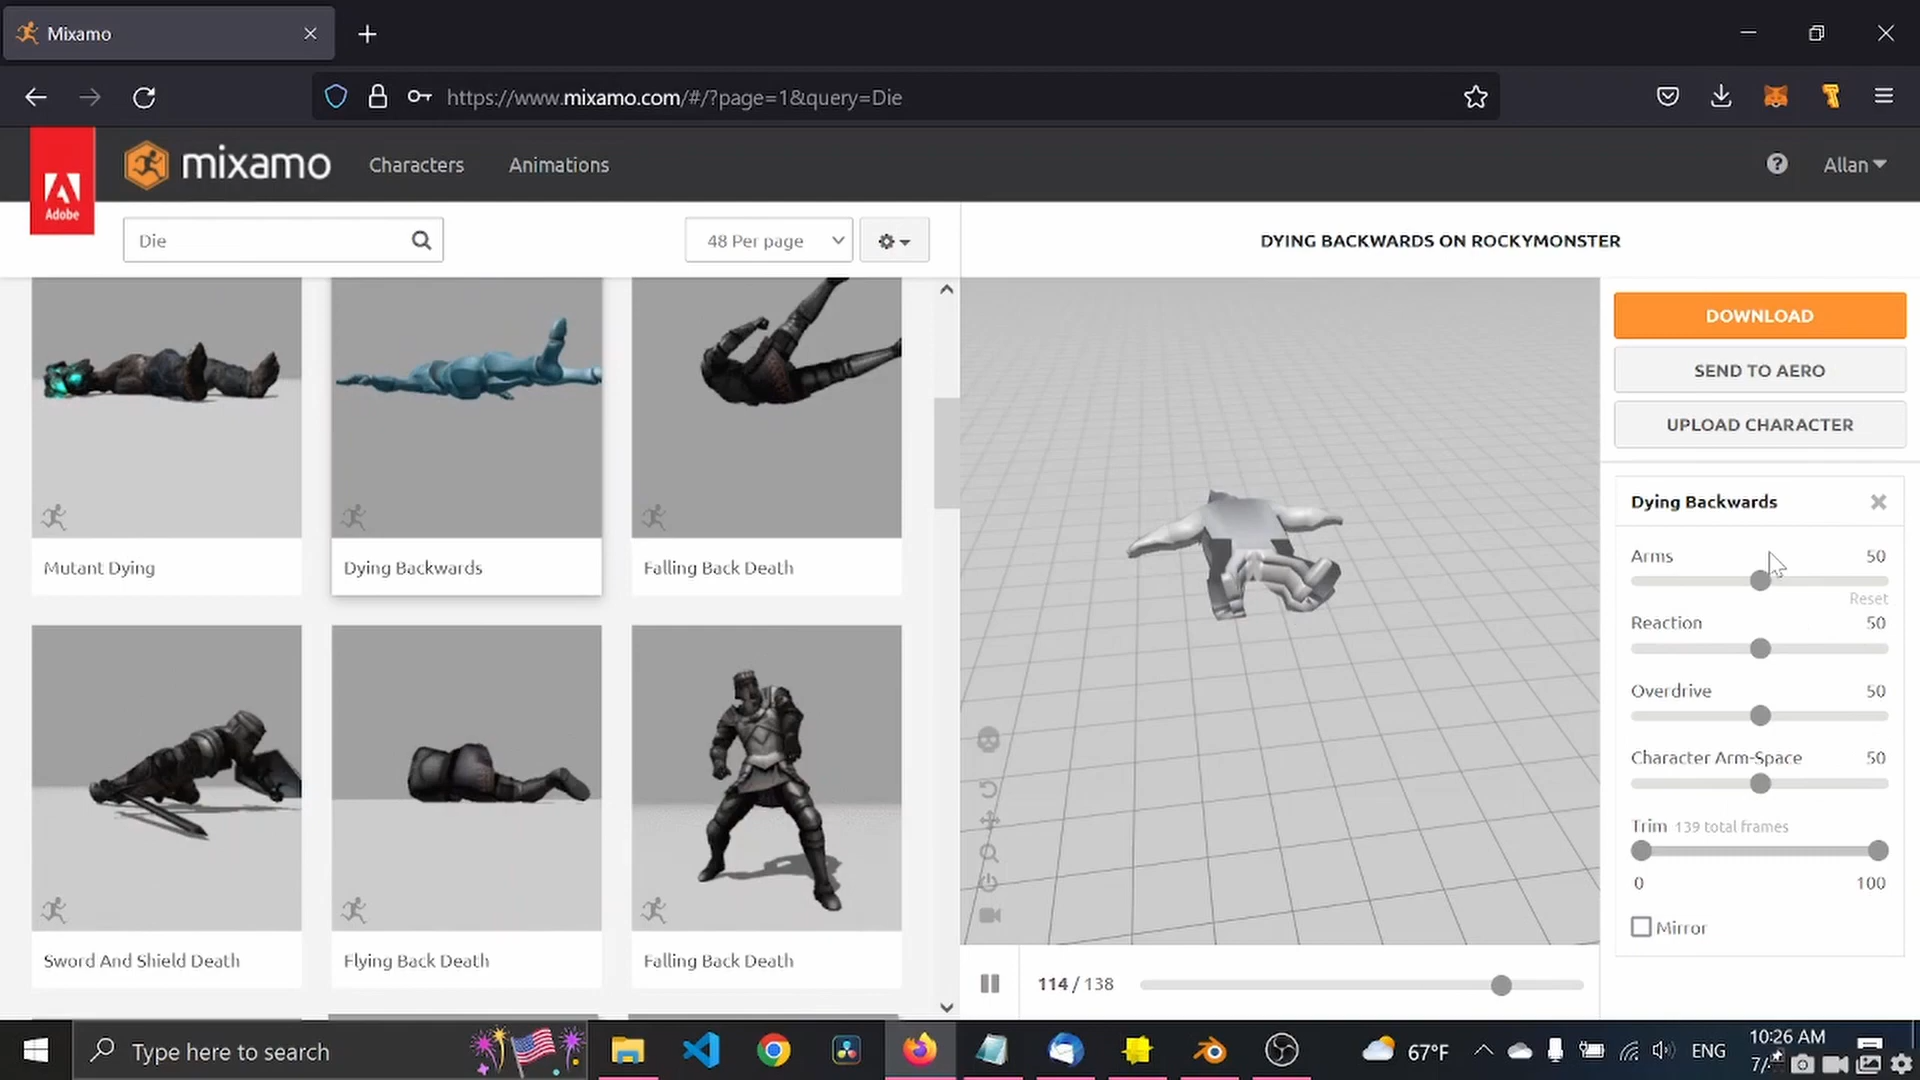 Mixamo
https://www.mixamo.com/#/?page=1&query=Die
Adobe
mixamo
Characters
Animations
Allan
Die
48 Per page
DYING BACKWARDS ON ROCKYMONSTER
DOWNLOAD
SEND TO AERO
UPLOAD CHARACTER
Mutant Dying
Dying Backwards
Falling Back Death
Sword And Shield Death
Flying Back Death
Falling Back Death
Dying Backwards
Arms 50
Reset
Reaction 50
Overdrive 50
Character Arm-Space 50
Trim 139 total frames
0 100
Mirror
114 / 138
Type here to search
67°F
ENG
10:26 AM